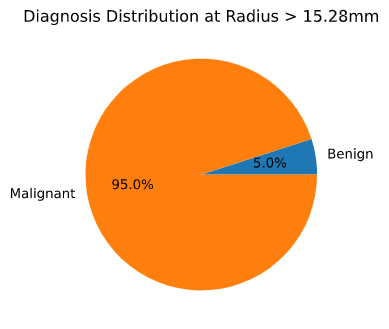 Diagnosis Distribution at Radius > 15.28mm
Benign
5.0%
95.0%
Malignant